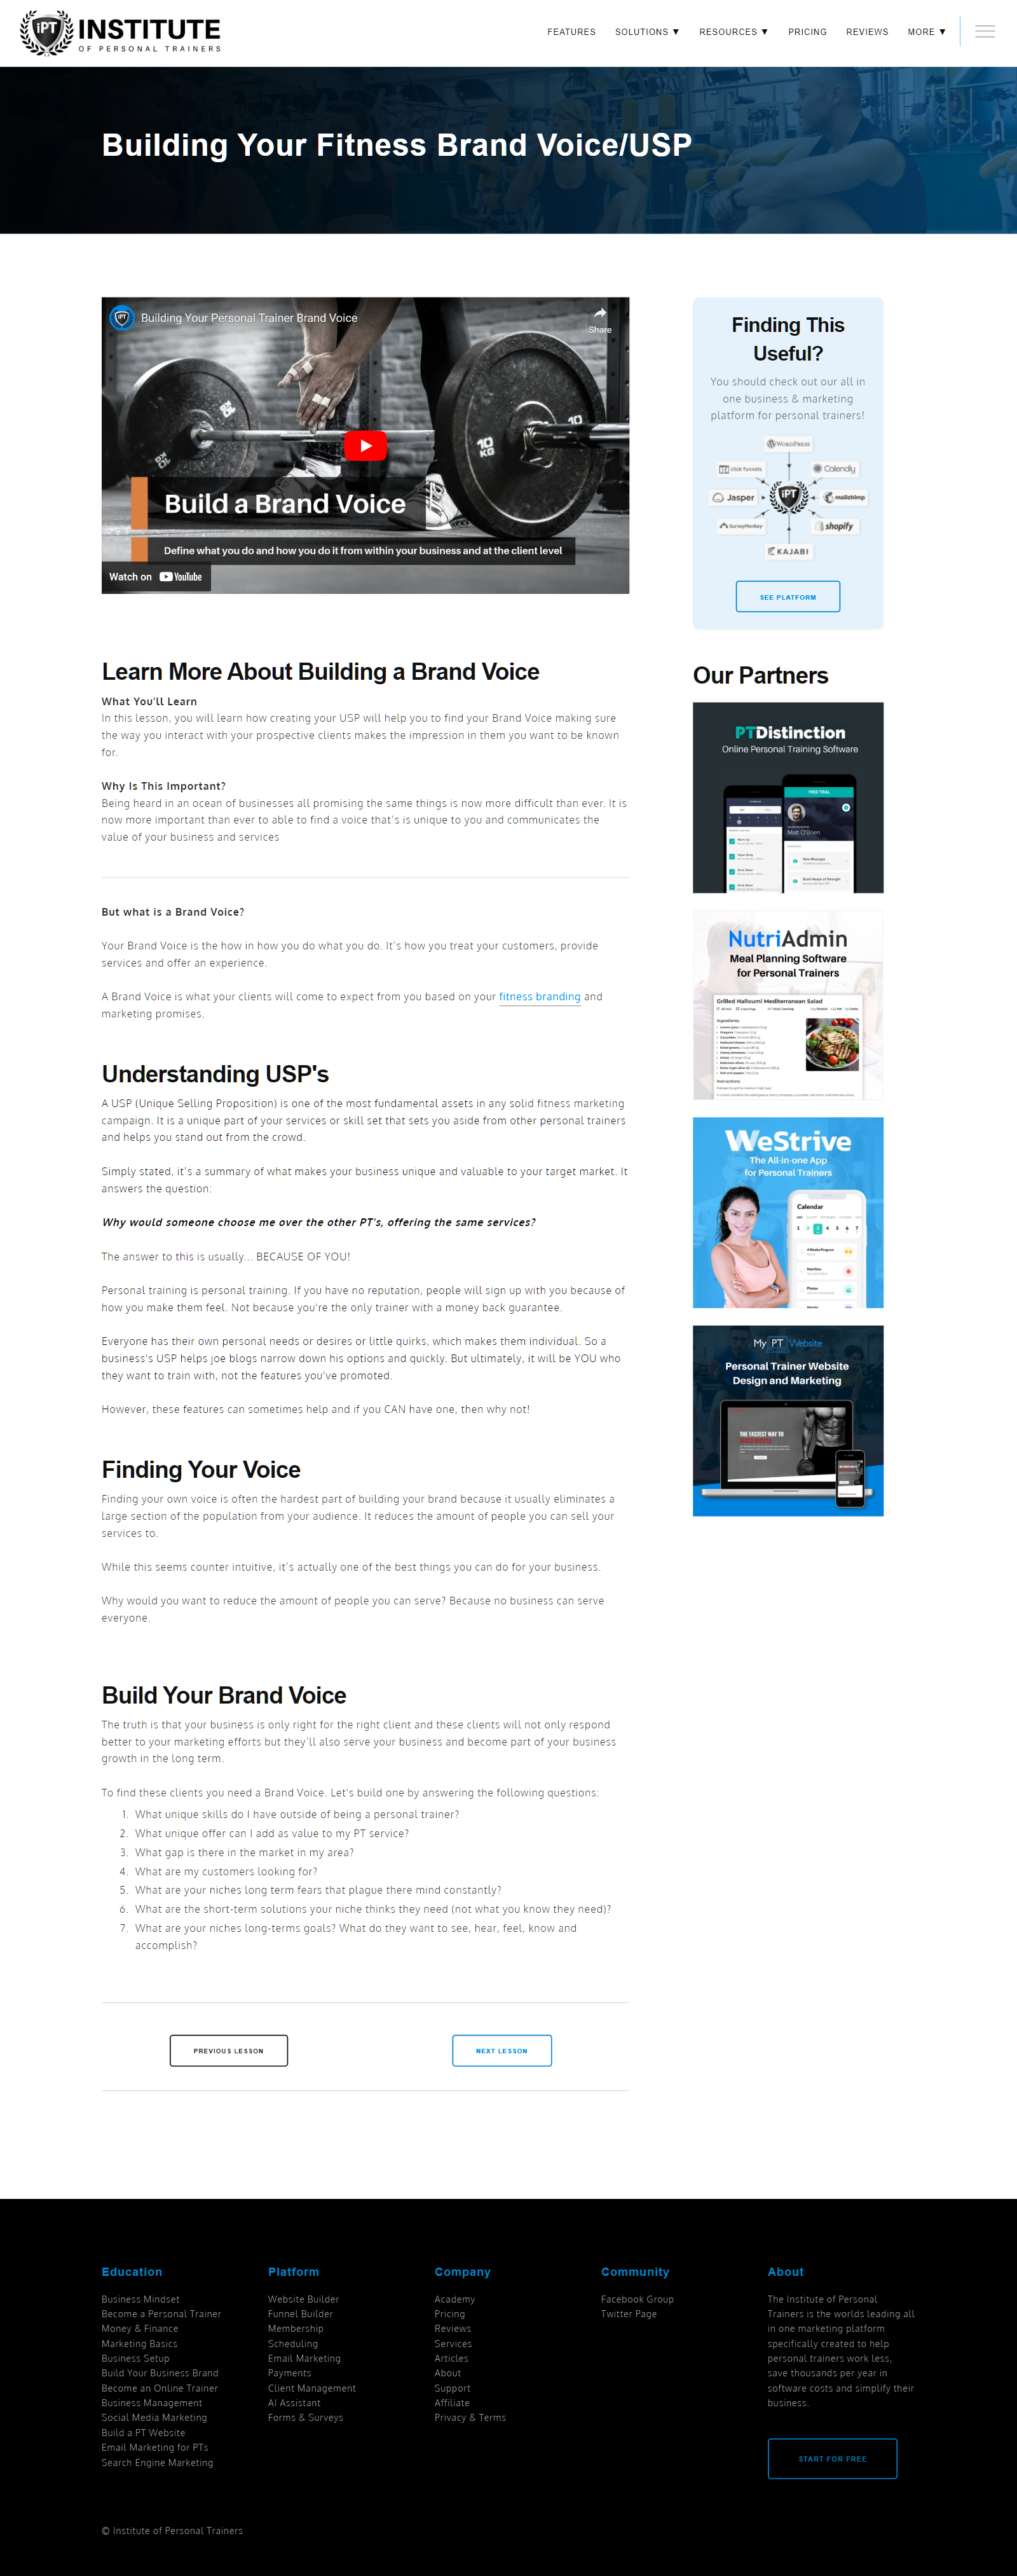 iPT INSTITUTE
OF PERSONAL TRAINERS
FEATURES SOLUTIONS ▼ RESOURCES ▼ PRICING REVIEWS MORE ▼
Building Your Fitness Brand Voice/USP
iPT Building Your Personal Trainer Brand Voice
Share
10 KG
Build a Brand Voice
Define what you do and how you do it from within your business and at the client level
Watch on YouTube
Learn More About Building a Brand Voice
What You'll Learn
In this lesson, you will learn how creating your USP will help you to find your Brand Voice making sure
the way you interact with your prospective clients makes the impression in them you want to be known
for.
Why Is This Important?
Being heard in an ocean of businesses all promising the same things is now more difficult than ever. It is
now more important than ever to able to find a voice that's is unique to you and communicates the
value of your business and services
But what is a Brand Voice?
Your Brand Voice is the how in how you do what you do. It's how you treat your customers, provide
services and offer an experience.
A Brand Voice is what your clients will come to expect from you based on your fitness branding and
marketing promises.
Understanding USP's
A USP (Unique Selling Proposition) is one of the most fundamental assets in any solid fitness marketing
campaign. It is a unique part of your services or skill set that sets you aside from other personal trainers
and helps you stand out from the crowd.
Simply stated, it's a summary of what makes your business unique and valuable to your target market. It
answers the question:
Why would someone choose me over the other PT's, offering the same services?
The answer to this is usually... BECAUSE OF YOU!
Personal training is personal training. If you have no reputation, people will sign up with you because of
how you make them feel. Not because you're the only trainer with a money back guarantee.
Everyone has their own personal needs or desires or little quirks, which makes them individual. So a
business's USP helps joe blogs narrow down his options and quickly. But ultimately, it will be YOU who
they want to train with, not the features you've promoted.
However, these features can sometimes help and if you CAN have one, then why not!
Finding Your Voice
Finding your own voice is often the hardest part of building your brand because it usually eliminates a
large section of the population from your audience. It reduces the amount of people you can sell your
services to.
While this seems counter intuitive, it's actually one of the best things you can do for your business.
Why would you want to reduce the amount of people you can serve? Because no business can serve
everyone.
Build Your Brand Voice
The truth is that your business is only right for the right client and these clients will not only respond
better to your marketing efforts but they'll also serve your business and become part of your business
growth in the long term.
To find these clients you need a Brand Voice. Let's build one by answering the following questions:
1. What unique skills do I have outside of being a personal trainer?
2. What unique offer can I add as value to my PT service?
3. What gap is there in the market in my area?
4. What are my customers looking for?
5. What are your niches long term fears that plague there mind constantly?
6. What are the short-term solutions your niche thinks they need (not what you know they need)?
7. What are your niches long-terms goals? What do they want to see, hear, feel, know and
accomplish?
PREVIOUS LESSON NEXT LESSON
Finding This
Useful?
You should check out our all in
one business & marketing
platform for personal trainers!
WORDPRESS
click funnels Calendly
Jasper iPT mailchimp
SurveyMonkey shopify
KAJABI
SEE PLATFORM
Our Partners
PTDistinction
Online Personal Training Software
FREE TRIAL
Matt O'Brien
NutriAdmin
Meal Planning Software
for Personal Trainers
Grilled Halloumi Mediterranean Salad
Ingredients
Instructions
WeStrive
The All-in-one App
for Personal Trainers
Calendar
1 2 3 4 5 6 7
My PT Website
Personal Trainer Website
Design and Marketing
THE FASTEST WAY TO
Education
Business Mindset
Become a Personal Trainer
Money & Finance
Marketing Basics
Business Setup
Build Your Business Brand
Become an Online Trainer
Business Management
Social Media Marketing
Build a PT Website
Email Marketing for PTs
Search Engine Marketing
Platform
Website Builder
Funnel Builder
Membership
Scheduling
Email Marketing
Payments
Client Management
AI Assistant
Forms & Surveys
Company
Academy
Pricing
Reviews
Services
Articles
About
Support
Affiliate
Privacy & Terms
Community
Facebook Group
Twitter Page
About
The Institute of Personal
Trainers is the worlds leading all
in one marketing platform
specifically created to help
personal trainers work less,
save thousands per year in
software costs and simplify their
business.
START FOR FREE
© Institute of Personal Trainers